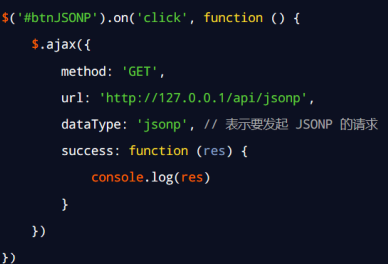 $('#btnJSONP').on('click', function () {
$.ajax({
method: 'GET',
url: 'http://127.0.0.1/api/jsonp',
dataType: 'jsonp', // 表示要发起 JSONP 的请求
success: function (res) {
console.log(res)
}
})
})